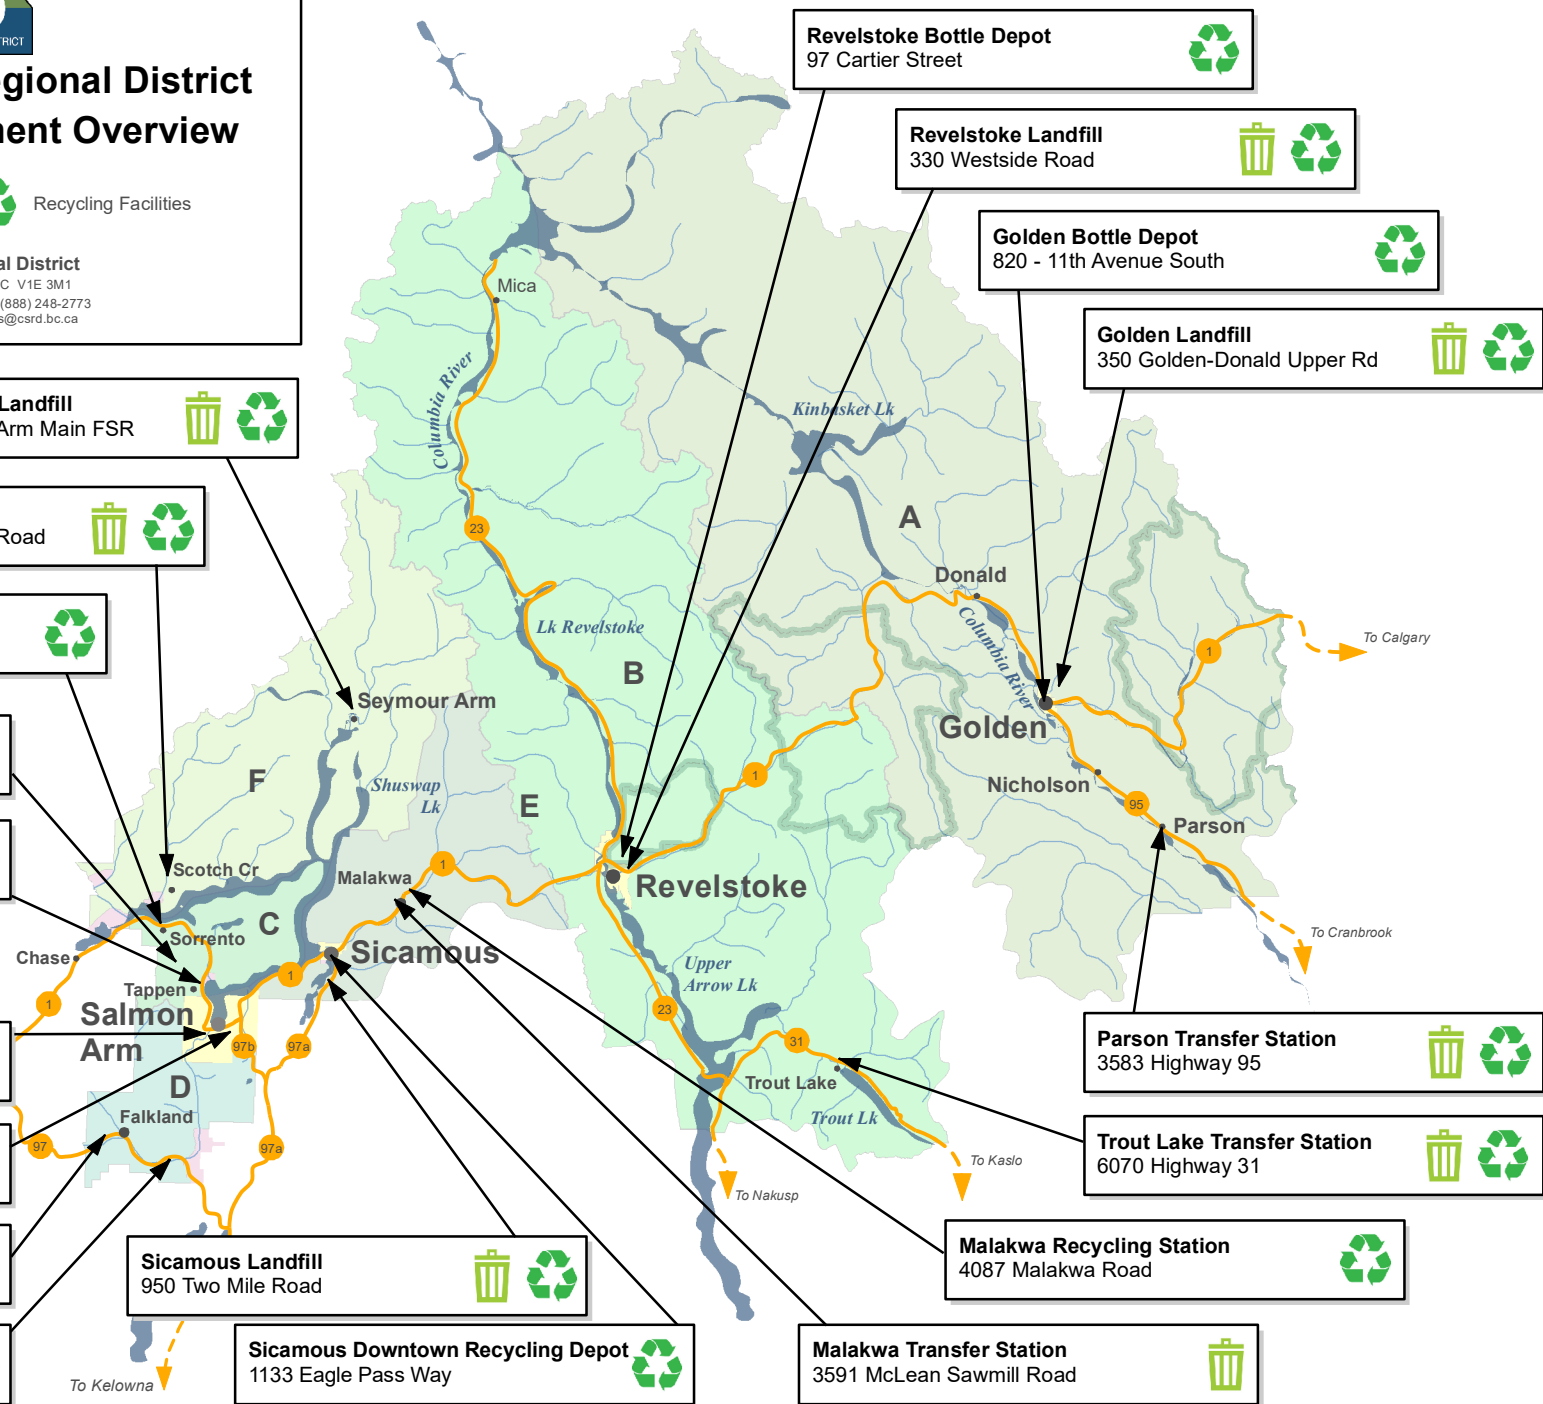 TRICT
gional District
nent Overview
Recycling Facilities
al District
C V1E 3M1
(888) 248-2773
s@csrd.bc.ca
Landfill
Arm Main FSR
Road
Revelstoke Bottle Depot
97 Cartier Street
Revelstoke Landfill
330 Westside Road
Golden Bottle Depot
820 - 11th Avenue South
Golden Landfill
350 Golden-Donald Upper Rd
Mica
Columbia River
Kinbasket Lk
23
A
Donald
Columbia River
Lk Revelstoke
B
1
To Calgary
Seymour Arm
Golden
F
Shuswap
Lk
E
1
Nicholson
95
Parson
Scotch Cr
Malakwa
1
Revelstoke
C
Sorrento
Chase
Sicamous
To Cranbrook
Tappen
1
1
Upper
Arrow Lk
23
Salmon
Arm
97b
97a
31
D
Trout Lake
Trout Lk
Falkland
97
97a
To Kaslo
To Nakusp
Parson Transfer Station
3583 Highway 95
Trout Lake Transfer Station
6070 Highway 31
Malakwa Recycling Station
4087 Malakwa Road
Sicamous Landfill
950 Two Mile Road
Sicamous Downtown Recycling Depot
1133 Eagle Pass Way
Malakwa Transfer Station
3591 McLean Sawmill Road
To Kelowna